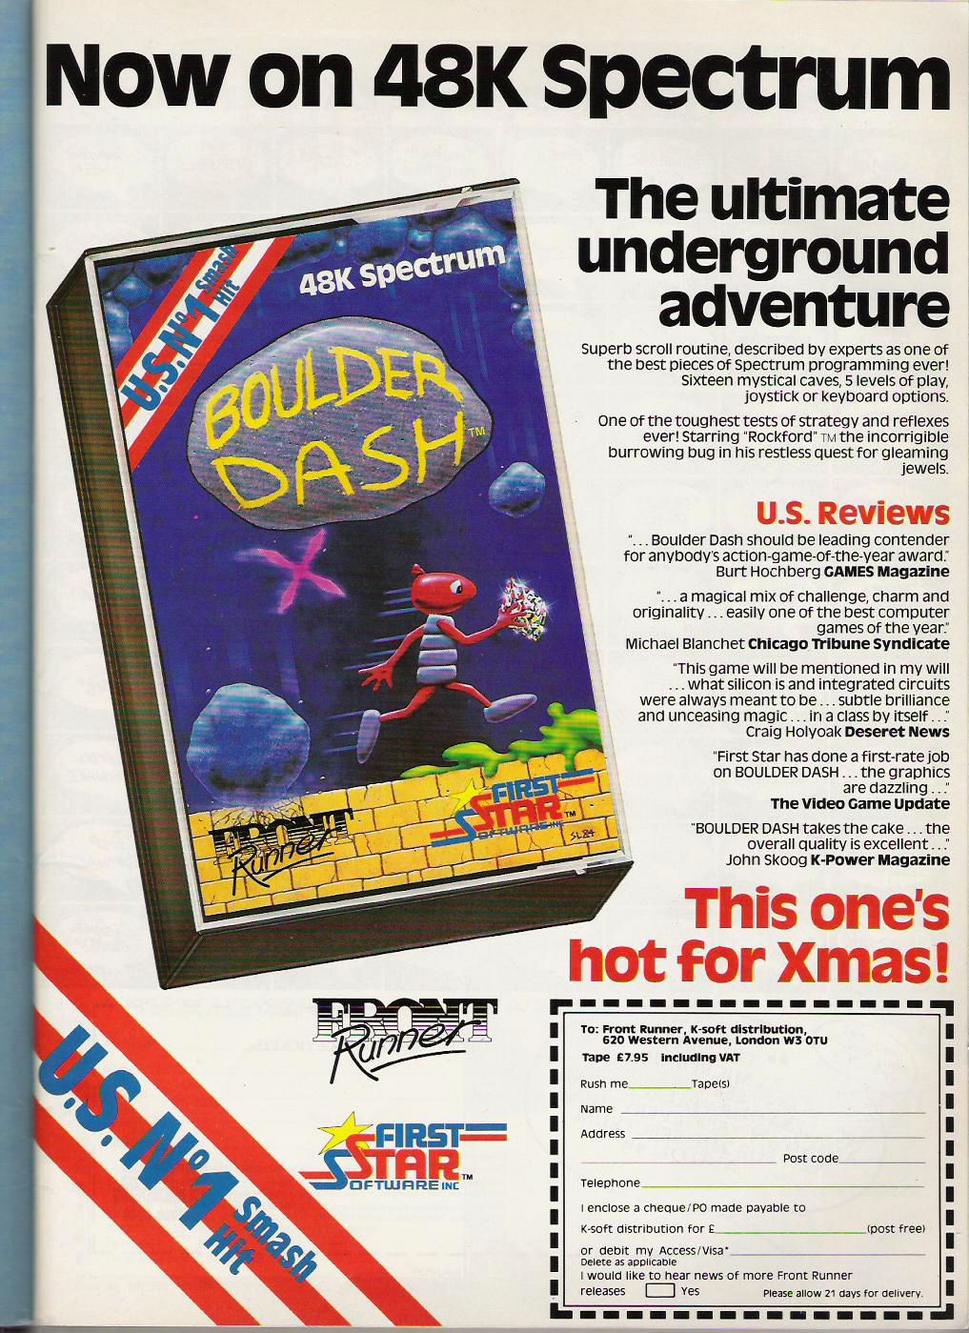 Now on 48K Spectrum
The ultimate
underground
adventure
Superb scroll routine, described by experts as one of
the best pieces of Spectrum programming ever!
Sixteen mystical caves, 5 levels of play,
joystick or keyboard options.
One of the toughest tests of strategy and reflexes
ever! Starring "Rockford" TM the incorrigible
burrowing bug in his restless quest for gleaming
jewels.
U.S. Reviews
"... Boulder Dash should be leading contender
for anybody's action-game-of-the-year award."
Burt Hochberg GAMES Magazine
"... a magical mix of challenge, charm and
originality ... easily one of the best computer
games of the year."
Michael Blanchet Chicago Tribune Syndicate
"This game will be mentioned in my will
... what silicon is and integrated circuits
were always meant to be ... subtle briliance
and unceasing magic ... in a class by itself ..."
Craig Holyoak Deseret News
"First Star has done a first-rate job
on BOULDER DASH ... the graphics
are dazzling ..."
The Video Game Update
"BOULDER DASH takes the cake ... the
overall quality is excellent ..."
John Skoog K-Power Magazine
This one's
hot for Xmas!
U.S. Nº1 Smash
Hit
48K Spectrum
BOULDER
DASH TM
FRONT
Runner
FIRST
STAR TM
SOFTWARE INC
SL84
U.S. Nº1 Smash
Hit
FRONT
Runner
FIRST
STAR TM
SOFTWARE INC
To: Front Runner, K-soft distribution,
620 Western Avenue, London W3 0TU
Tape £7.95 including VAT
Rush me Tape(s)
Name
Address
Post code
Telephone
I enclose a cheque/PO made payable to
K-soft distribution for £ (post free)
or debit my Access/Visa*
Delete as applicable
I would like to hear news of more Front Runner
releases Yes Please allow 21 days for delivery.